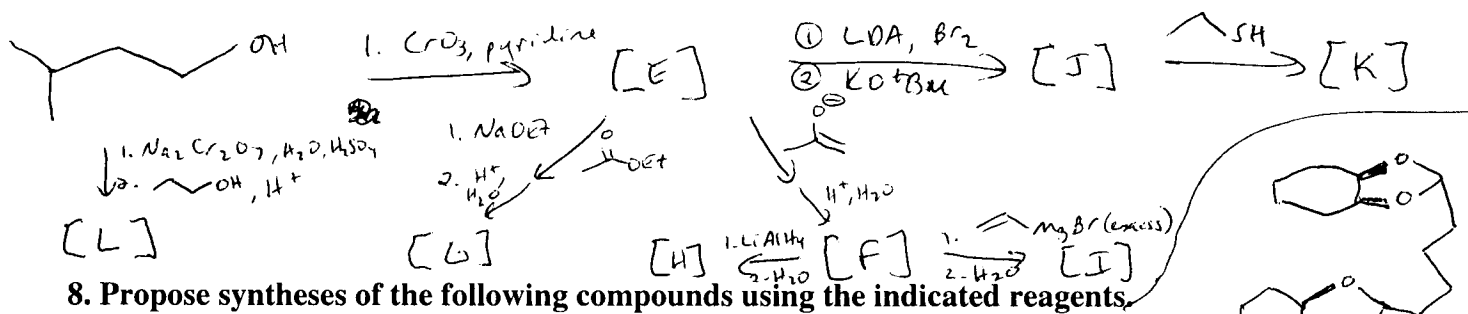 OH
1. CrO3, pyridine
[E]
① LDA, Br2
② KOtBu
[J]
SH
[K]
1. Na2Cr2O7, H2O, H2SO4
2. OH, H+
[L]
1. NaOEt
O
OEt
2. H+,
H2O
[G]
O⊖
H+, H2O
[H]
1. LiAlH4
2. H2O
[F]
1. MgBr (excess)
2. H2O
[I]
O
O
O
8. Propose syntheses of the following compounds using the indicated reagents.